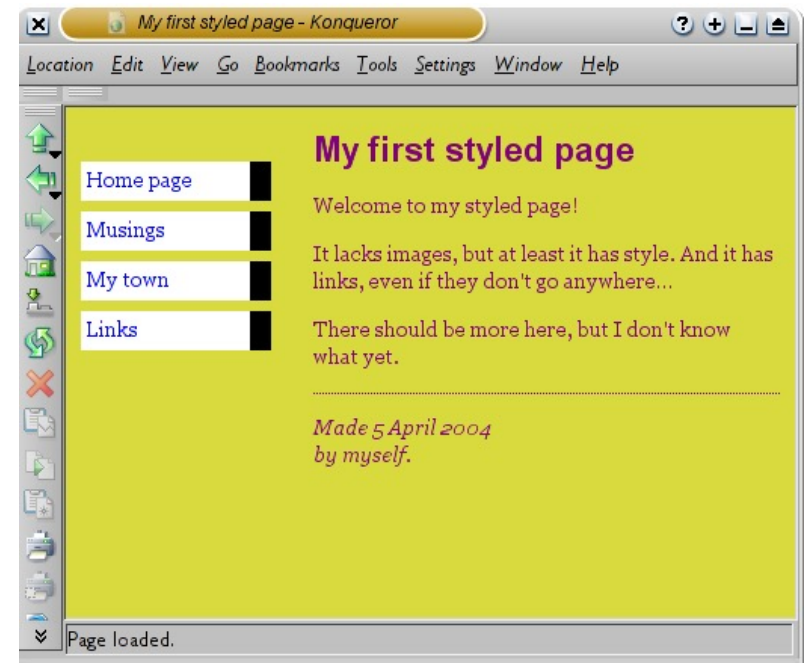 My first styled page - Konqueror
Location Edit View Go Bookmarks Tools Settings Window Help
Home page
Musings
My town
Links
My first styled page
Welcome to my styled page!
It lacks images, but at least it has style. And it has
links, even if they don't go anywhere...
There should be more here, but I don't know
what yet.
Made 5 April 2004
by myself.
Page loaded.